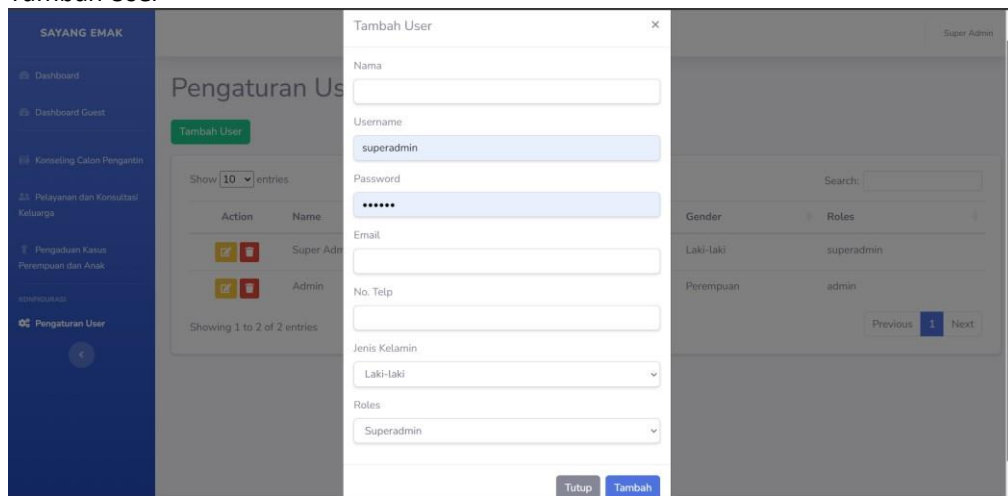 Tambah User
SAYANG EMAK
Dashboard
Dashboard Guest
Konseling Calon Pengantin
Pelayanan dan Konsultasi
Keluarga
Pengaduan Kasus
Perempuan dan Anak
KONFIGURASI
Pengaturan User
Super Admin
Pengaturan Us
Tambah User
Show 10 entries
Search:
Action Name Gender Roles
Super Adm Laki-laki superadmin
Admin Perempuan admin
Showing 1 to 2 of 2 entries
Previous 1 Next
Tambah User ×
Nama
Username
superadmin
Password
••••••
Email
No. Telp
Jenis Kelamin
Laki-laki
Roles
Superadmin
Tutup Tambah